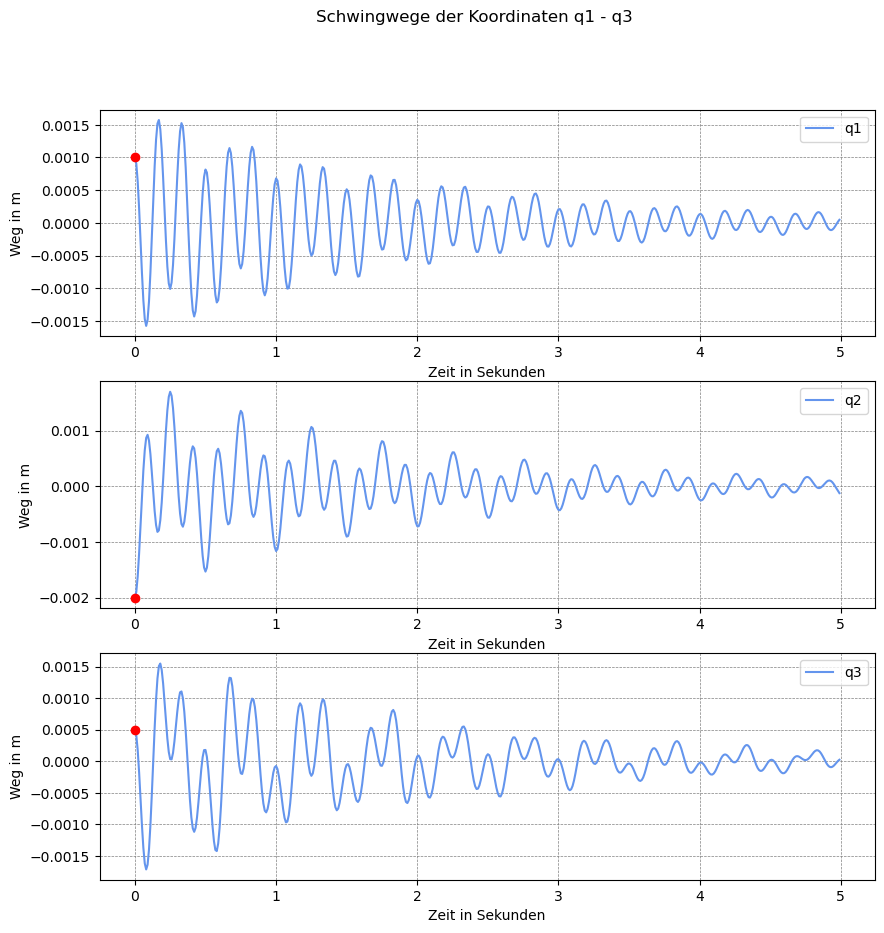 Schwingwege der Koordinaten q1 - q3
0.0015
0.0010
0.0005
0.0000
−0.0005
−0.0010
−0.0015
Weg in m
q1
0 1 2 3 4 5
Zeit in Sekunden
0.001
0.000
−0.001
−0.002
Weg in m
q2
0 1 2 3 4 5
Zeit in Sekunden
0.0015
0.0010
0.0005
0.0000
−0.0005
−0.0010
−0.0015
Weg in m
q3
0 1 2 3 4 5
Zeit in Sekunden